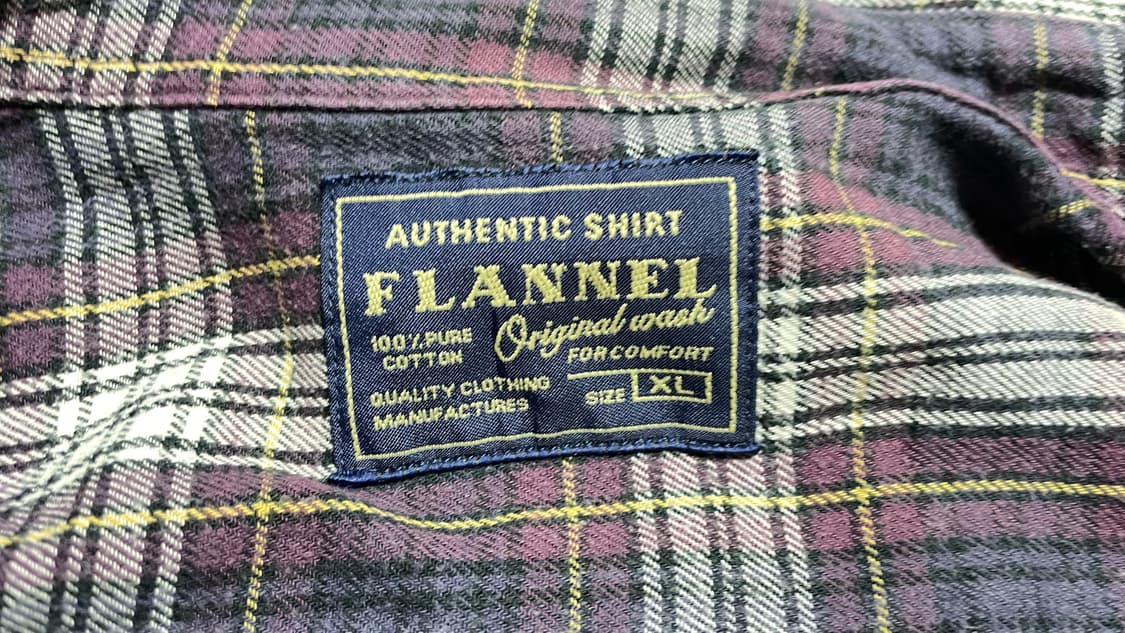 AUTHENTIC SHIRT
FLANNEL
Original wash
100% PURE
COTTON
FOR COMFORT
QUALITY CLOTHING
MANUFACTURES
SIZE XL